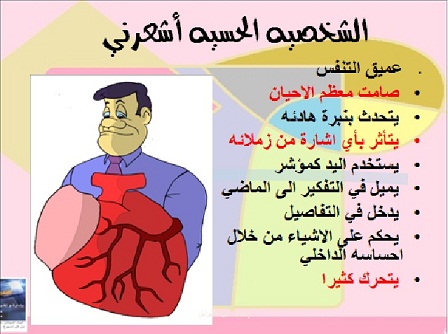 الشخصيه الحسيه أشعرني
عميق التنفس
صامت معظم الاحيان
يتحدث بنبرة هادئه
يتأثر بأي اشارة من زملائه
يستخدم اليد كمؤشر
يميل في التفكير الى الماضي
يدخل في التفاصيل
يحكم على الاشياء من خلال
احساسه الداخلي
يتحرك كثيرا